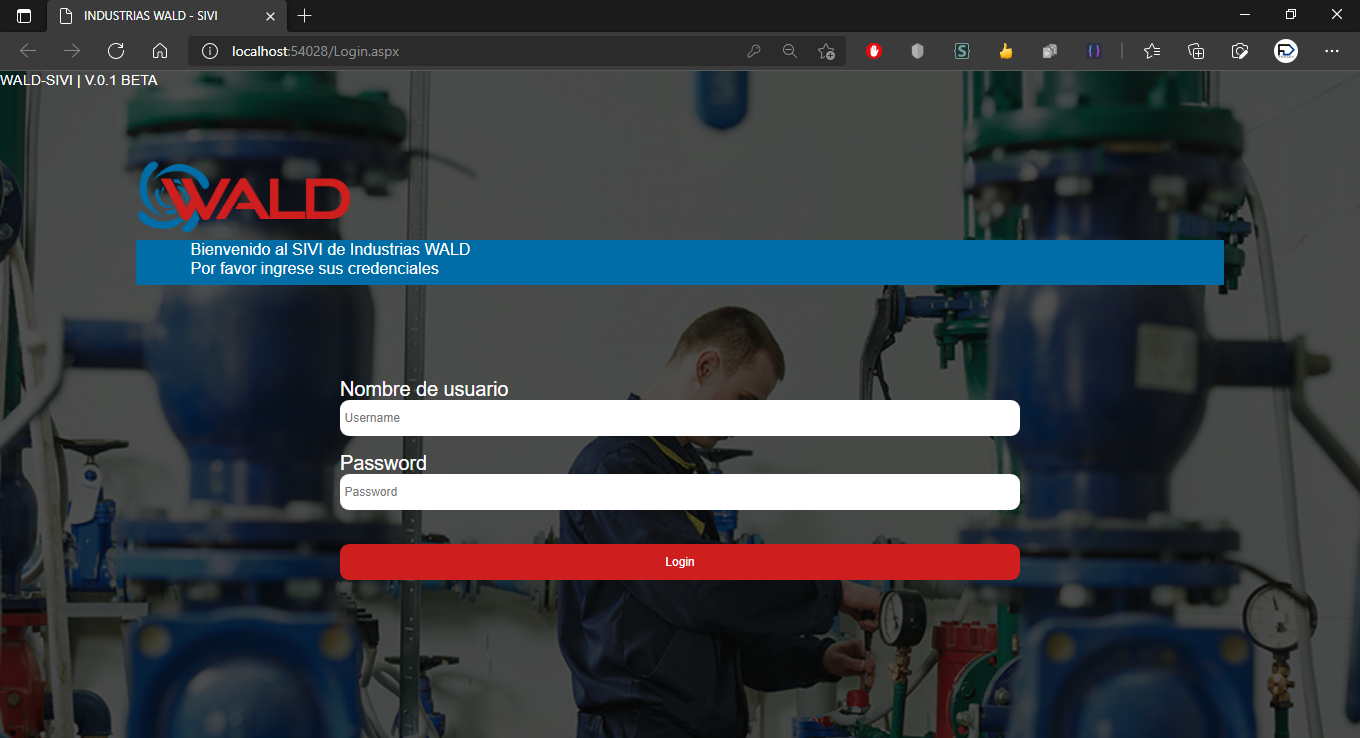 INDUSTRIAS WALD - SIVI
localhost:54028/Login.aspx
WALD-SIVI | V.0.1 BETA
WALD
Bienvenido al SIVI de Industrias WALD
Por favor ingrese sus credenciales
Nombre de usuario
Username
Password
Password
Login